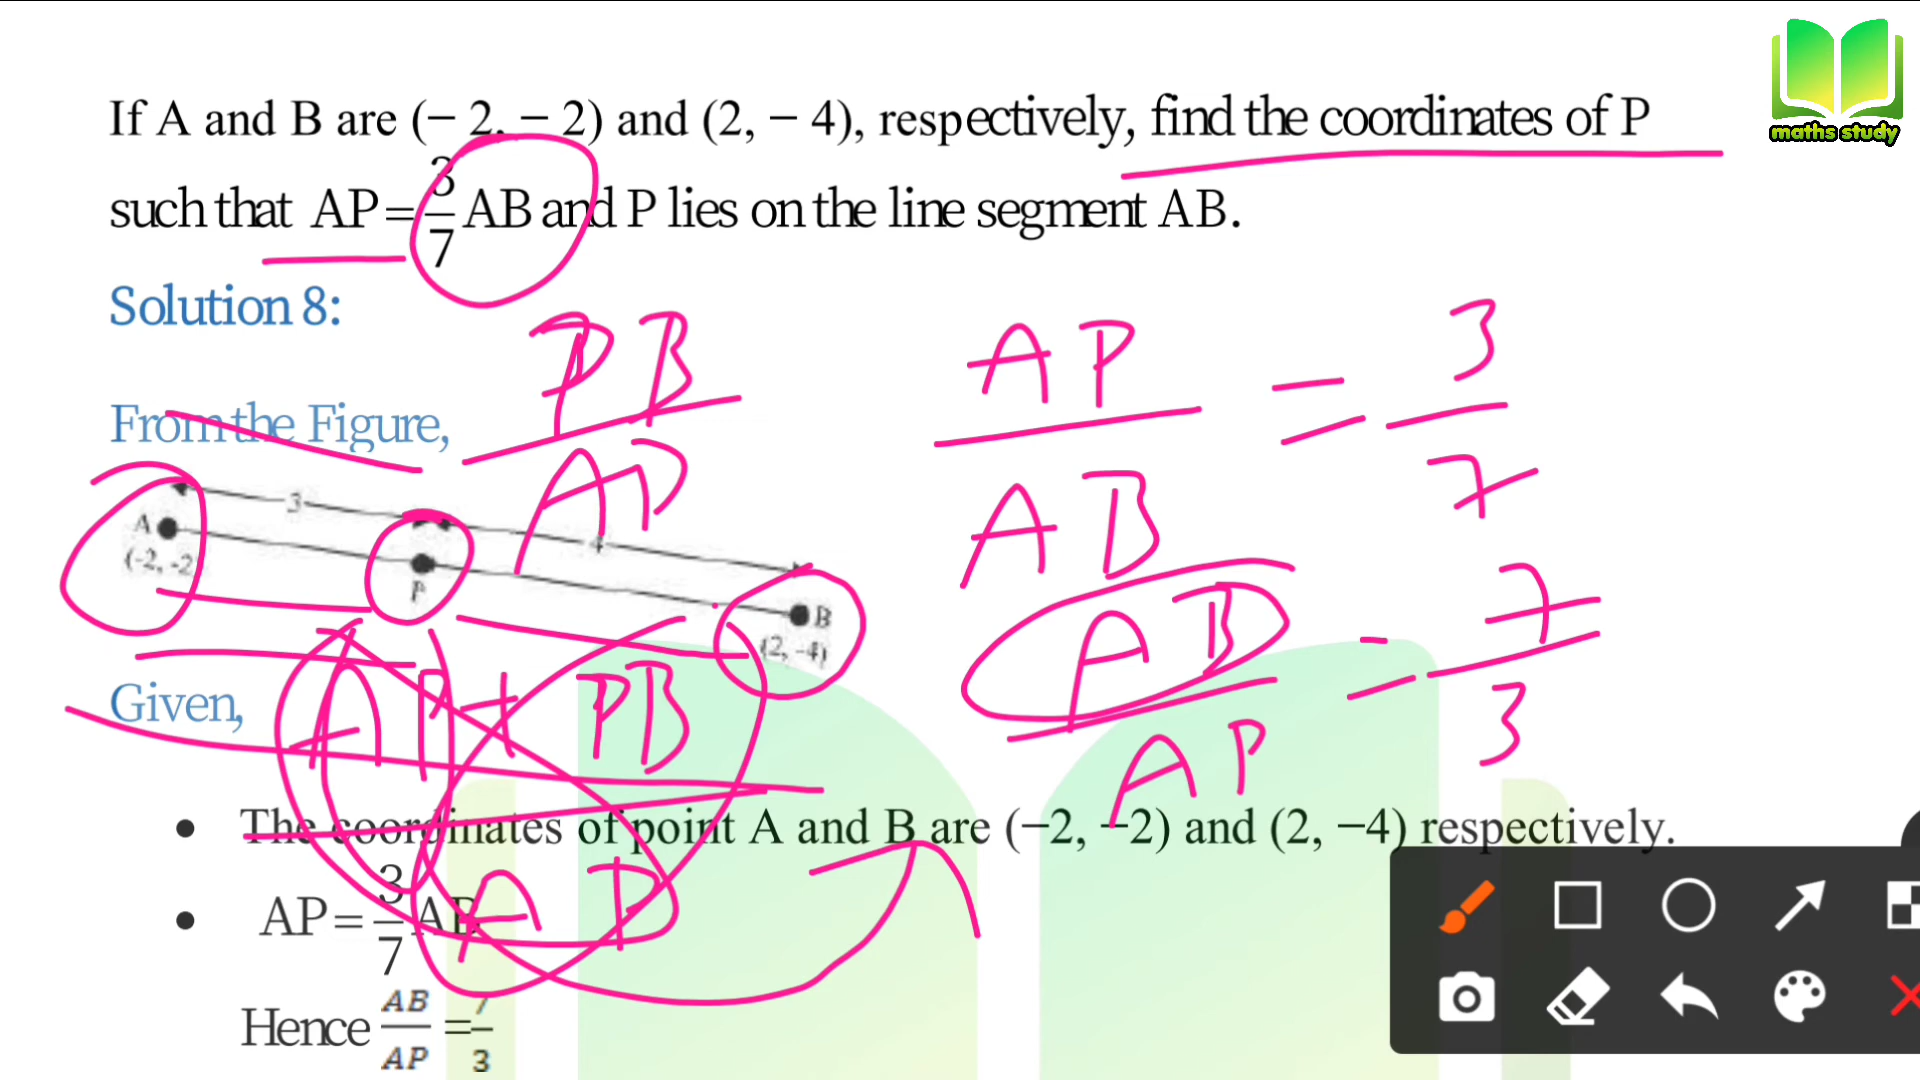 maths study
If A and B are (− 2, − 2) and (2, − 4), respectively, find the coordinates of P
such that AP= 3/7 AB and P lies on the line segment AB.
Solution 8:
PB
AP
AP = 3
AB 7
From the Figure,
3
4
A
(-2, -2
P
B
(2, -4)
AB = 7
AP 3
Given,
AP + PB
AP
The coordinates of point A and B are (−2, −2) and (2, −4) respectively.
AP= 3/7 AB
Hence AB/AP = 7/3